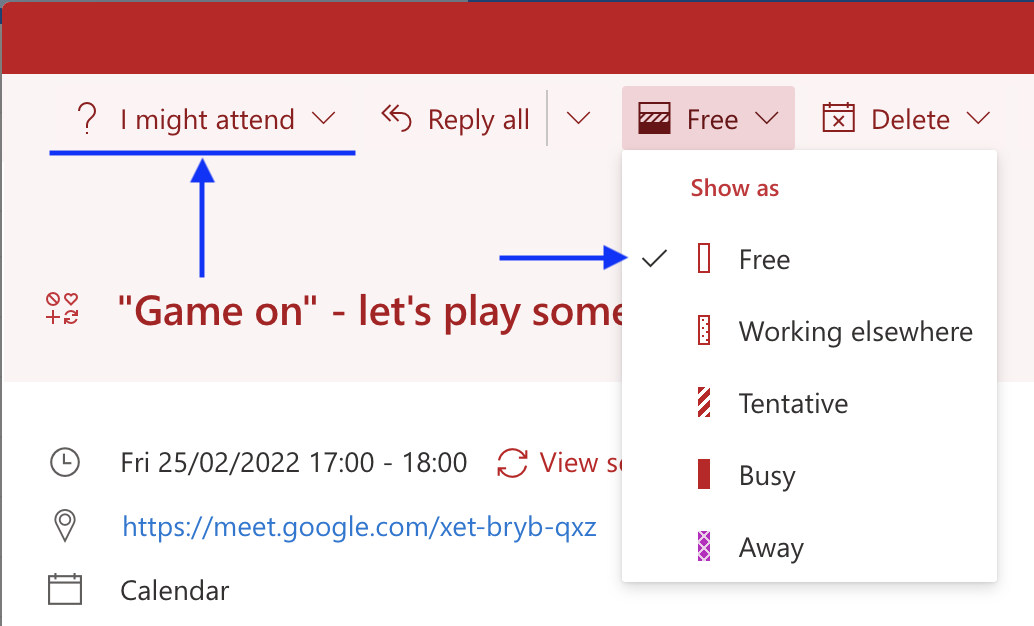 I might attend
Reply all
Free
Delete
Show as
Free
Working elsewhere
Tentative
Busy
Away
"Game on" - let's play some
Fri 25/02/2022 17:00 - 18:00
View
https://meet.google.com/xet-bryb-qxz
Calendar